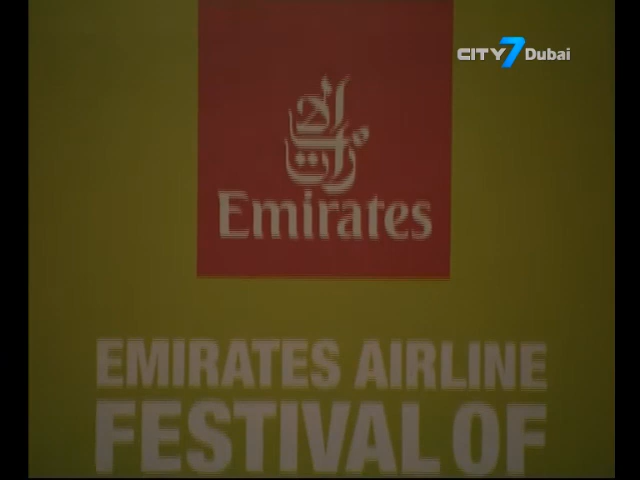 CITY7 Dubai
الإمارات
Emirates
EMIRATES AIRLINE
FESTIVAL OF